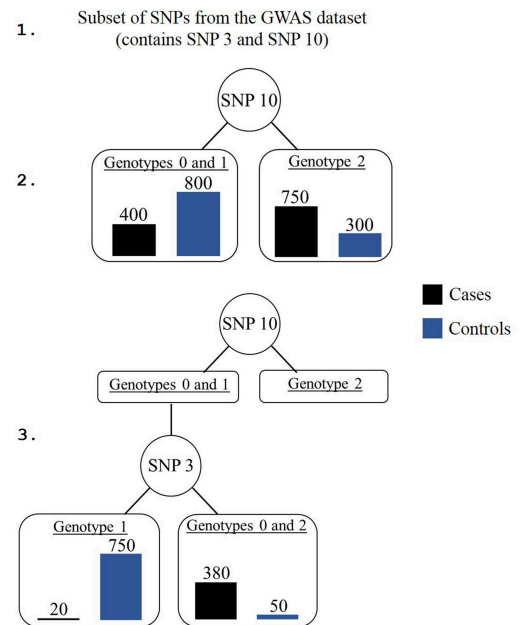 1.
Subset of SNPs from the GWAS dataset
(contains SNP 3 and SNP 10)
SNP 10
2.
Genotypes 0 and 1
800
400
Genotype 2
750
300
Cases
Controls
SNP 10
Genotypes 0 and 1
Genotype 2
3.
SNP 3
Genotype 1
750
20
Genotypes 0 and 2
380
50